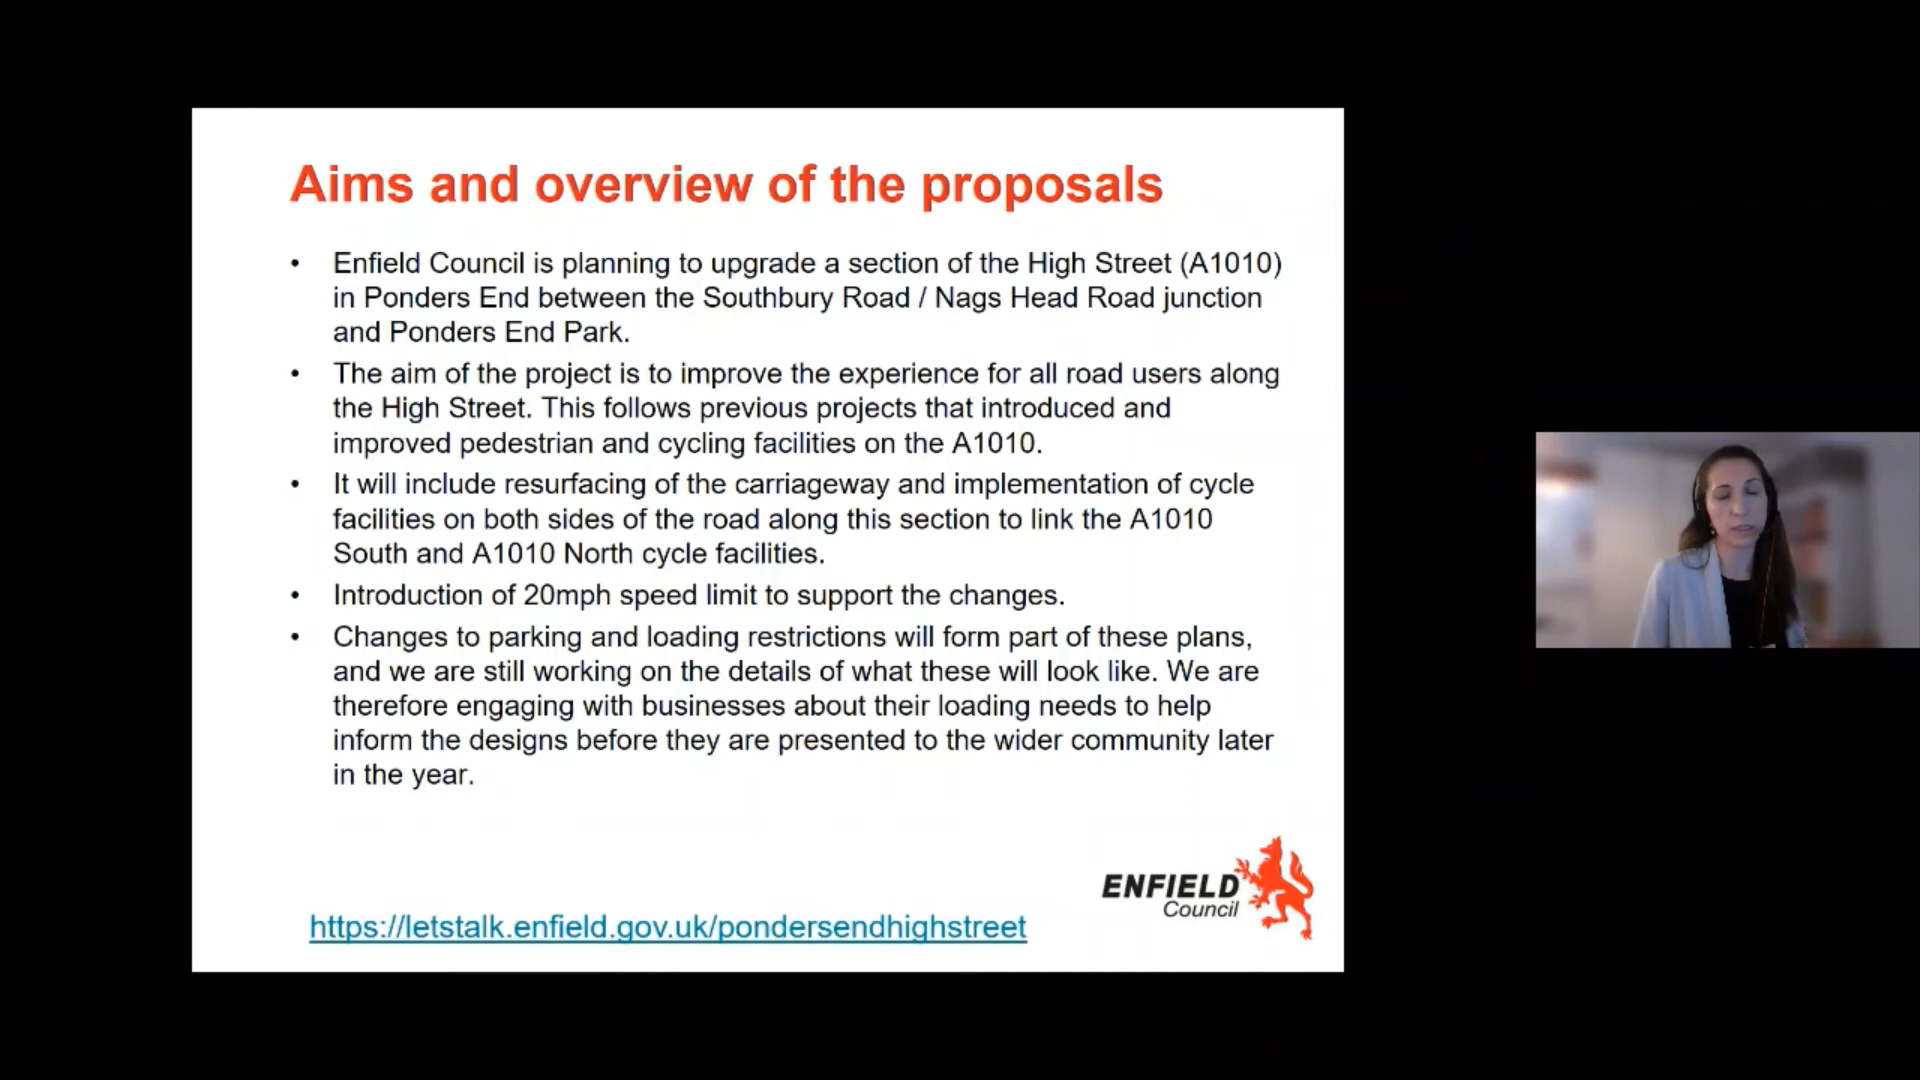 Aims and overview of the proposals
• Enfield Council is planning to upgrade a section of the High Street (A1010)
in Ponders End between the Southbury Road / Nags Head Road junction
and Ponders End Park.
• The aim of the project is to improve the experience for all road users along
the High Street. This follows previous projects that introduced and
improved pedestrian and cycling facilities on the A1010.
• It will include resurfacing of the carriageway and implementation of cycle
facilities on both sides of the road along this section to link the A1010
South and A1010 North cycle facilities.
• Introduction of 20mph speed limit to support the changes.
• Changes to parking and loading restrictions will form part of these plans,
and we are still working on the details of what these will look like. We are
therefore engaging with businesses about their loading needs to help
inform the designs before they are presented to the wider community later
in the year.
ENFIELD
Council
https://letstalk.enfield.gov.uk/pondersendhighstreet